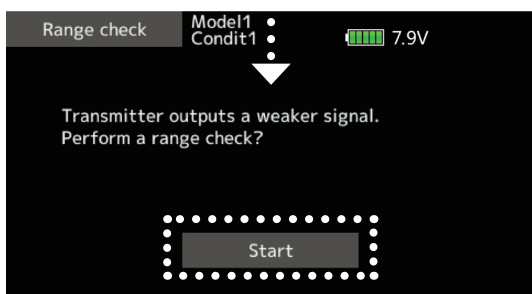 Range check
Model1
Condit1
7.9V
Transmitter outputs a weaker signal.
Perform a range check?
Start